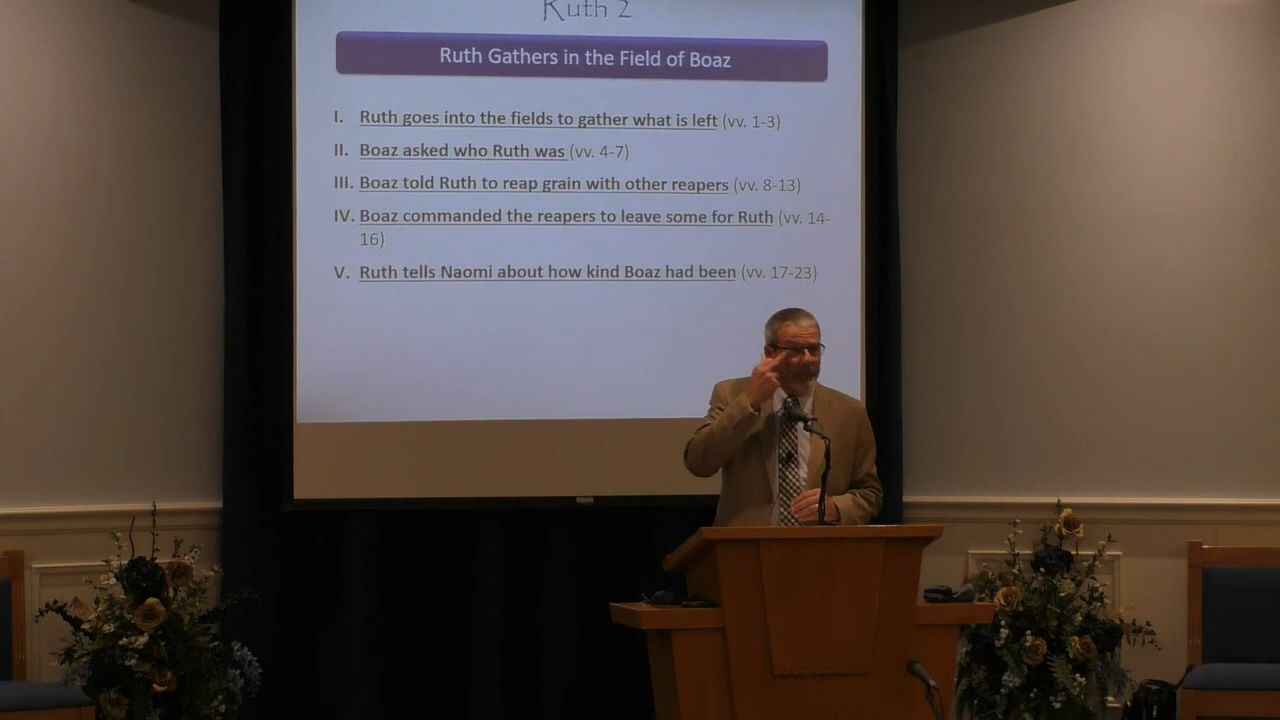 Ruth 2
Ruth Gathers in the Field of Boaz
I. Ruth goes into the fields to gather what is left (vv. 1-3)
II. Boaz asked who Ruth was (vv. 4-7)
III. Boaz told Ruth to reap grain with other reapers (vv. 8-13)
IV. Boaz commanded the reapers to leave some for Ruth (vv. 14-
16)
V. Ruth tells Naomi about how kind Boaz had been (vv. 17-23)